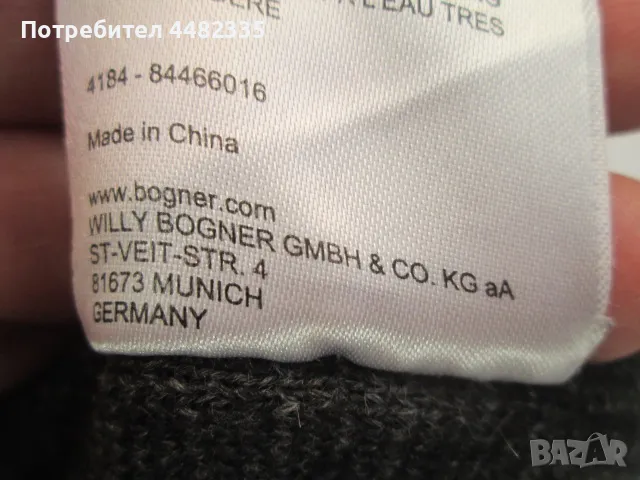 Потребител 4482335
L'EAU TRES
4184 - 84466016
Made in China
www.bogner.com
WILLY BOGNER GMBH & CO. KG aA
ST-VEIT-STR. 4
81673 MUNICH
GERMANY
BAZAR